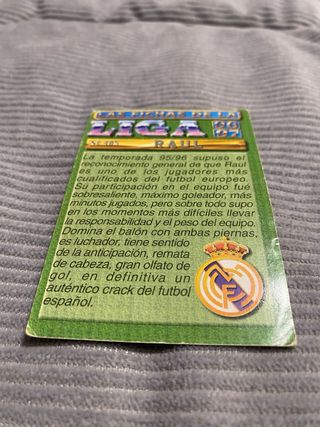 LAS FICHAS DE LA
LIGA 96
97
RAUL
La temporada 95/96 supuso el
reconocimiento general de que Raul
es uno de los jugadores más
cualificados del futbol europeo.
Su participación en el equipo fué
sobresaliente, máximo goleador, más
minutos jugados, pero sobre todo supo
en los momentos más difíciles llevar
la responsabilidad y el peso del equipo.
Domina el balón con ambas piernas,
es luchador, tiene sentido
de la anticipación, remata
de cabeza, gran olfato de
gol, en definitiva un
auténtico crack del futbol
español.